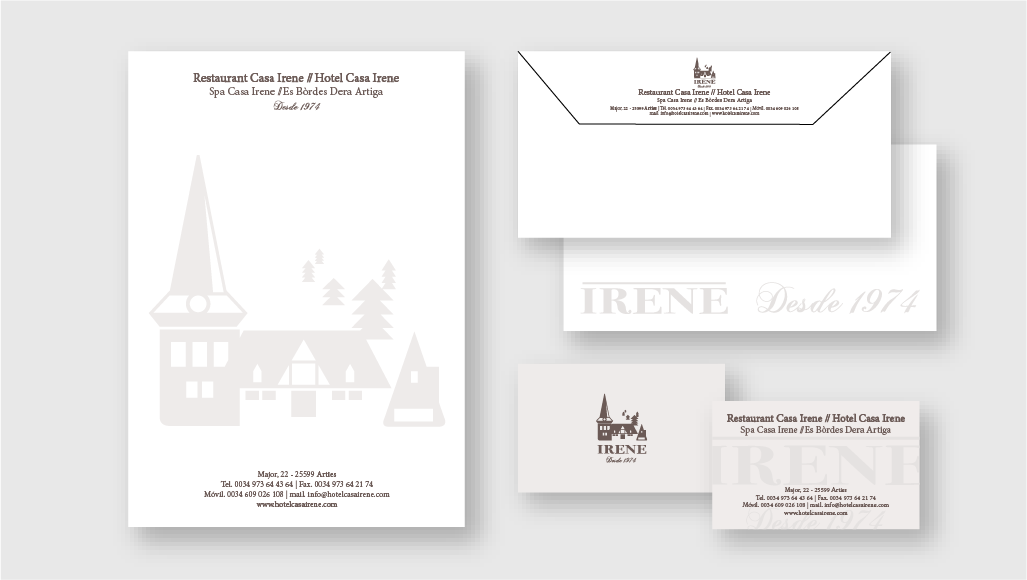 Restaurant Casa Irene // Hotel Casa Irene
Spa Casa Irene //Es Bòrdes Dera Artiga
Desde 1974
Major, 22 - 25599 Arties
Tel. 0034 973 64 43 64 | Fax. 0034 973 64 21 74
Móvil. 0034 609 026 108 | mail. info@hotelcasairene.com
www.hotelcasairene.com
IRENE
Desde 1974
Restaurant Casa Irene // Hotel Casa Irene
Spa Casa Irene // Es Bòrdes Dera Artiga
Major, 22 - 25599 Arties | Tel. 0034 973 64 43 64 | Fax. 0034 973 64 21 74 | Móvil. 0034 609 026 108
mail. info@hotelcasairene.com | www.hotelcasairene.com
IRENE Desde 1974
IRENE
Desde 1974
Restaurant Casa Irene // Hotel Casa Irene
Spa Casa Irene //Es Bòrdes Dera Artiga
IRENE
Major, 22 - 25599 Arties
Tel. 0034 973 64 43 64 | Fax. 0034 973 64 21 74
Móvil. 0034 609 026 108 | mail. info@hotelcasairene.com
www.hotelcasairene.com
Desde 1974